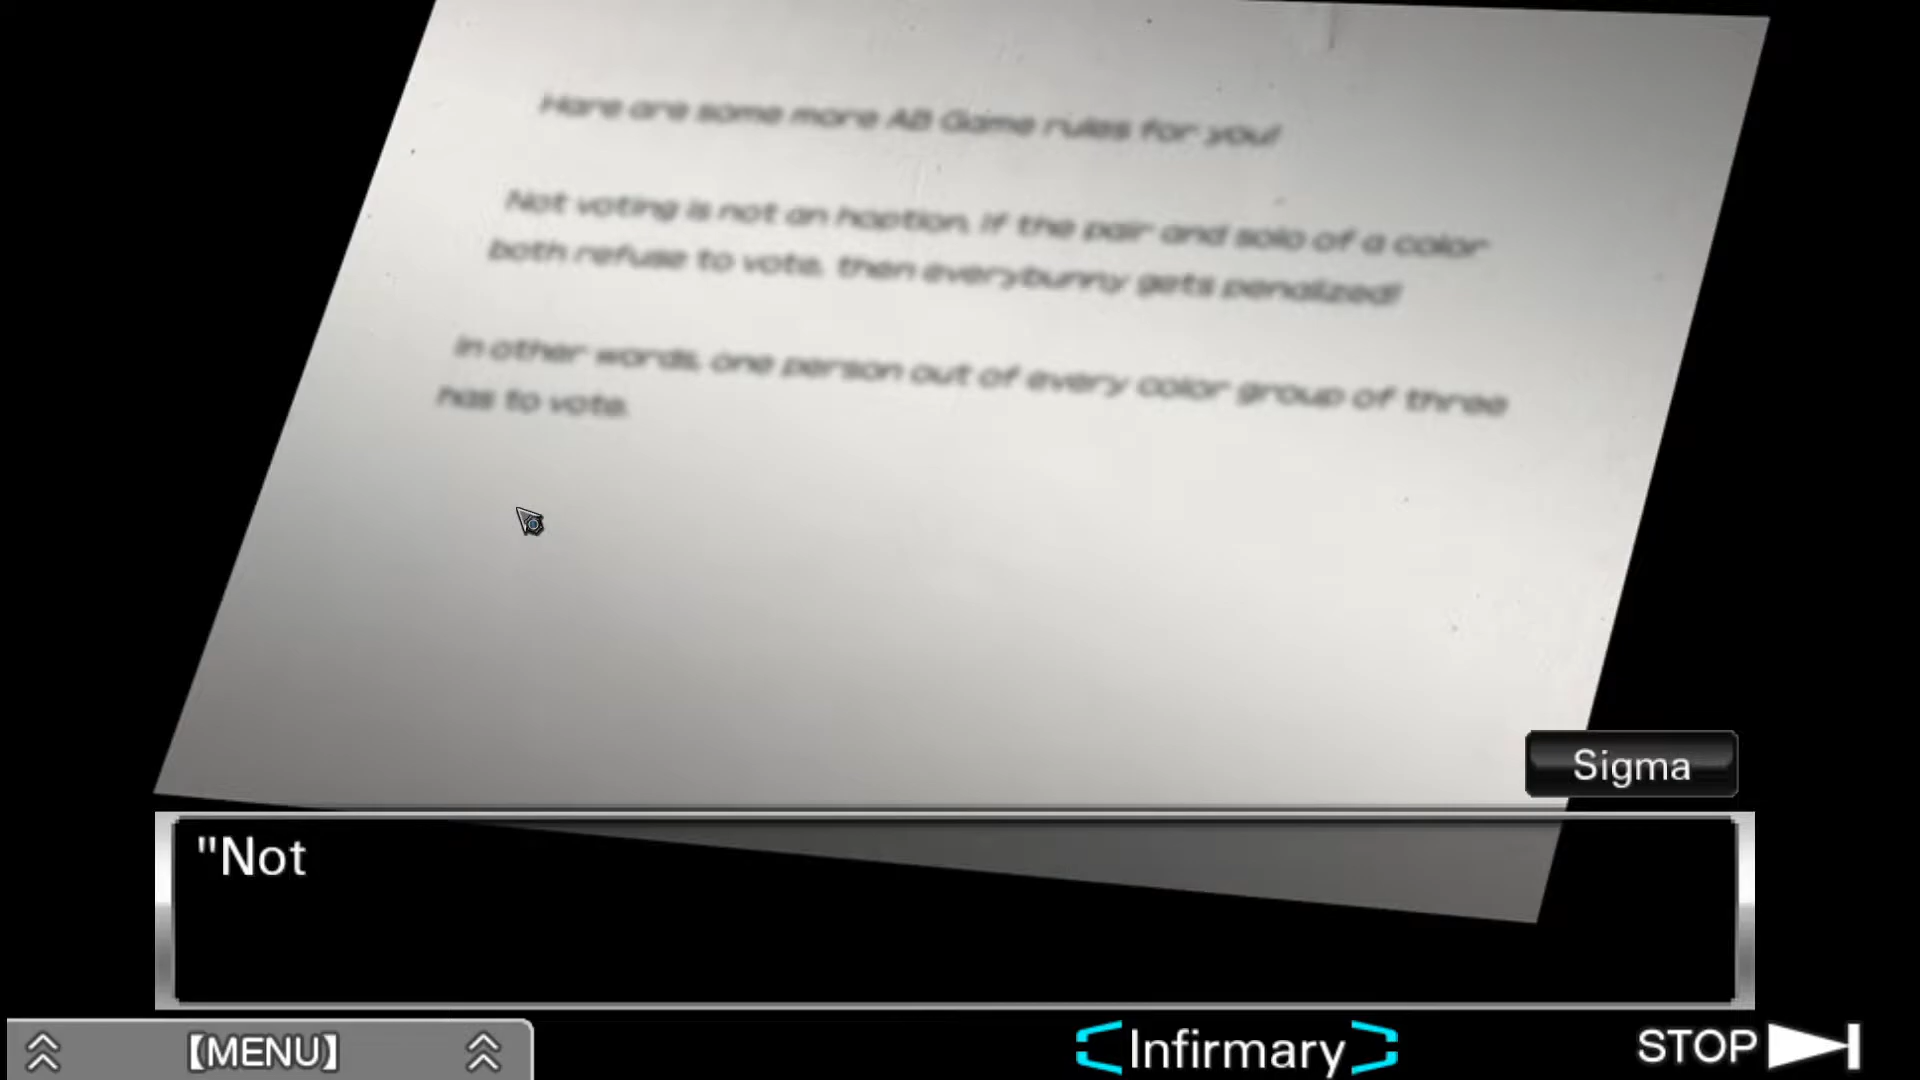 Hare are some more AB Game rules for you!
Not voting is not an hoption. If the pair and solo of a color
both refuse to vote, then everybunny gets penalized!
In other words, one person out of every color group of three
has to vote.
Sigma
"Not
【MENU】
Infirmary
STOP